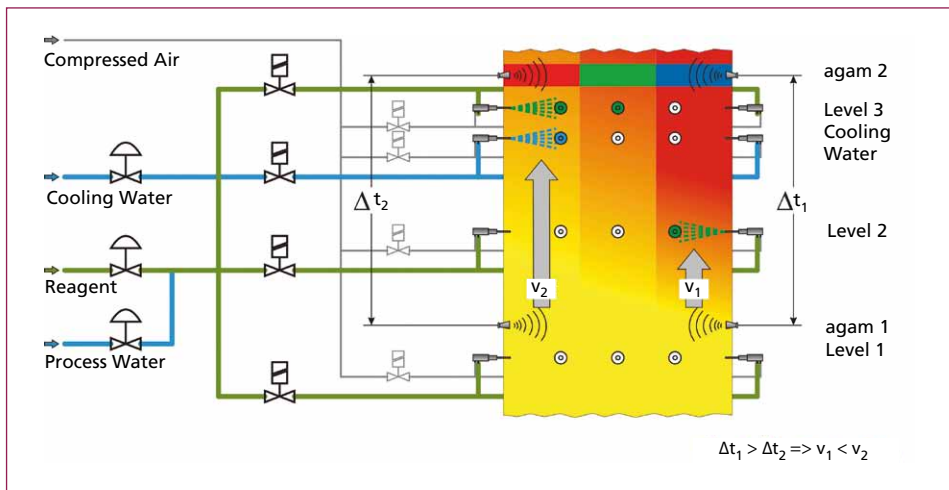 Compressed Air
Cooling Water
Reagent
Process Water
Δt₂
v₂
v₁
Δt₁
agam 2
Level 3
Cooling
Water
Level 2
agam 1
Level 1
Δt₁ > Δt₂ => v₁ < v₂